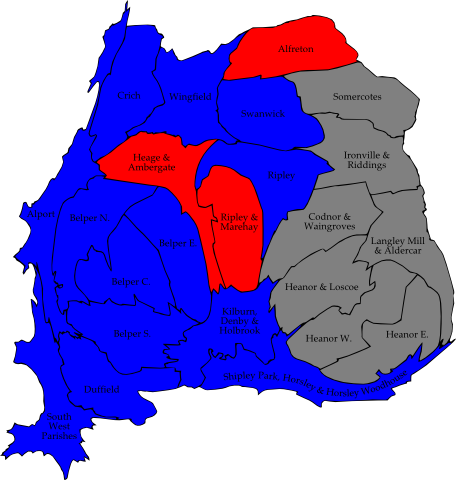 Alfreton
Crich
Wingfield
Somercotes
Swanwick
Heage &
Ambergate
Ironville &
Riddings
Ripley
Alport
Belper N.
Ripley &
Marehay
Codnor &
Waingroves
Belper E.
Langley Mill
& Aldercar
Belper C.
Heanor & Loscoe
Kilburn,
Denby &
Holbrook
Belper S.
Heanor W.
Heanor E.
Shipley Park, Horsley & Horsley Woodhouse
Duffield
South
West
Parishes